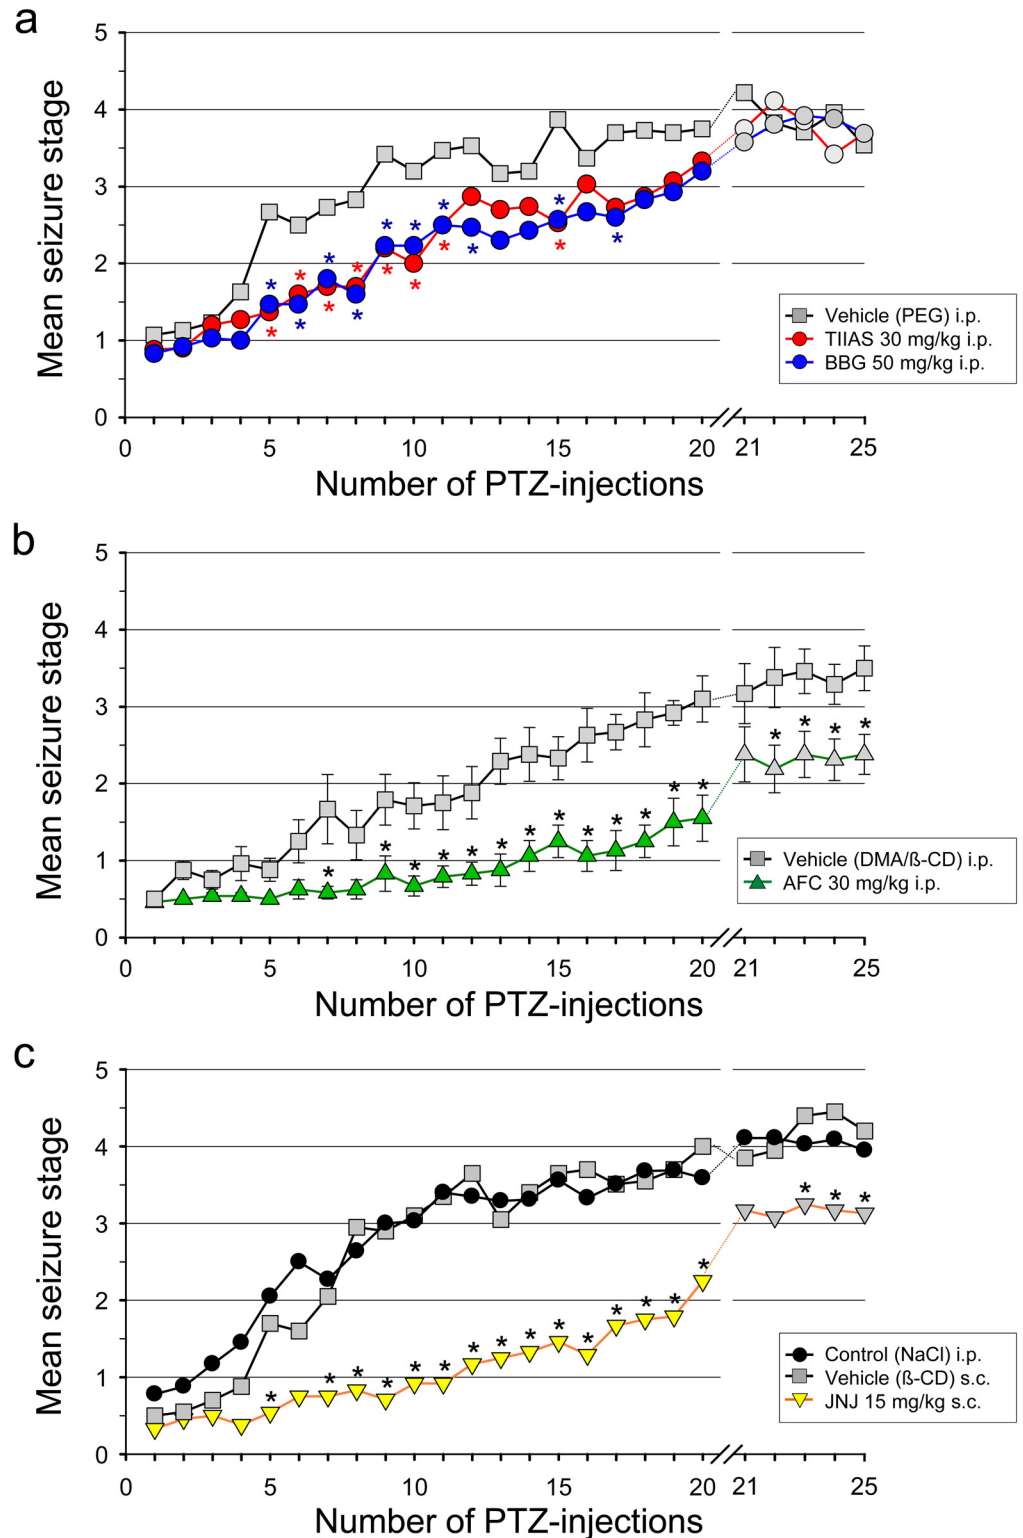 a
5
4
3
2
1
0
Mean seizure stage
* * * * * * * *
* * * * * * * *
* * * *
Vehicle (PEG) i.p.
TIIAS 30 mg/kg i.p.
BBG 50 mg/kg i.p.
0 5 10 15 20 21 25
Number of PTZ-injections
b
5
4
3
2
1
0
Mean seizure stage
* * * * * * * * * * * * *
* * * *
Vehicle (DMA/ß-CD) i.p.
AFC 30 mg/kg i.p.
0 5 10 15 20 21 25
Number of PTZ-injections
c
5
4
3
2
1
0
Mean seizure stage
* * * * * * * * * * * * * * *
* * *
Control (NaCl) i.p.
Vehicle (ß-CD) s.c.
JNJ 15 mg/kg s.c.
0 5 10 15 20 21 25
Number of PTZ-injections